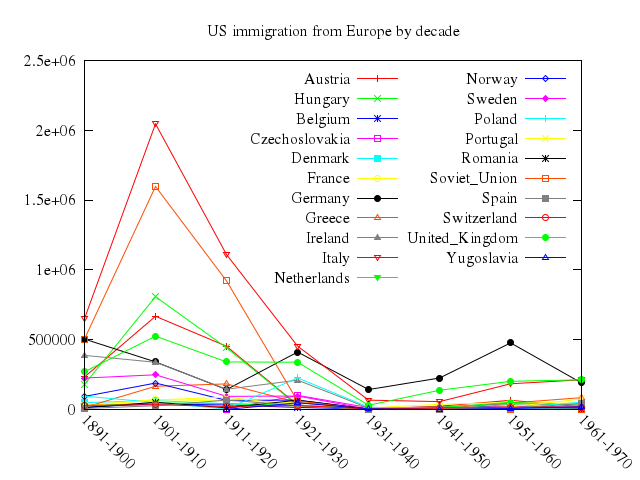 US immigration from Europe by decade
2.5e+06
2e+06
1.5e+06
1e+06
500000
0
Austria
Hungary
Belgium
Czechoslovakia
Denmark
France
Germany
Greece
Ireland
Italy
Netherlands
Norway
Sweden
Poland
Portugal
Romania
Soviet_Union
Spain
Switzerland
United_Kingdom
Yugoslavia
1891-1900
1901-1910
1911-1920
1921-1930
1931-1940
1941-1950
1951-1960
1961-1970